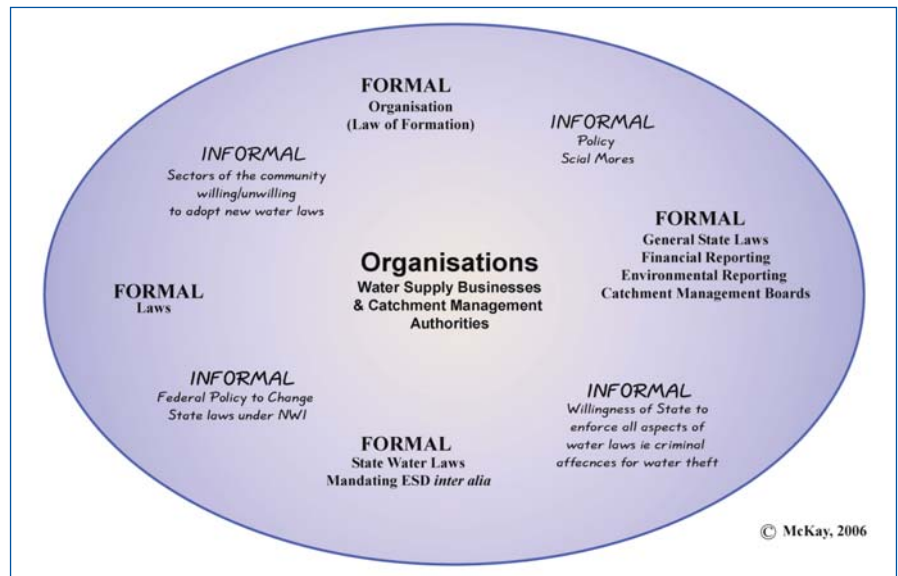 FORMAL
Organisation
(Law of Formation)
INFORMAL
Policy
Scial Mores
INFORMAL
Sectors of the community
willing/unwilling
to adopt new water laws
FORMAL
General State Laws
Financial Reporting
Environmental Reporting
Catchment Management Boards
Organisations
Water Supply Businesses
& Catchment Management
Authorities
FORMAL
Laws
INFORMAL
Federal Policy to Change
State laws under NWI
INFORMAL
Willingness of State to
enforce all aspects of
water laws ie criminal
affecnces for water theft
FORMAL
State Water Laws
Mandating ESD inter alia
© McKay, 2006